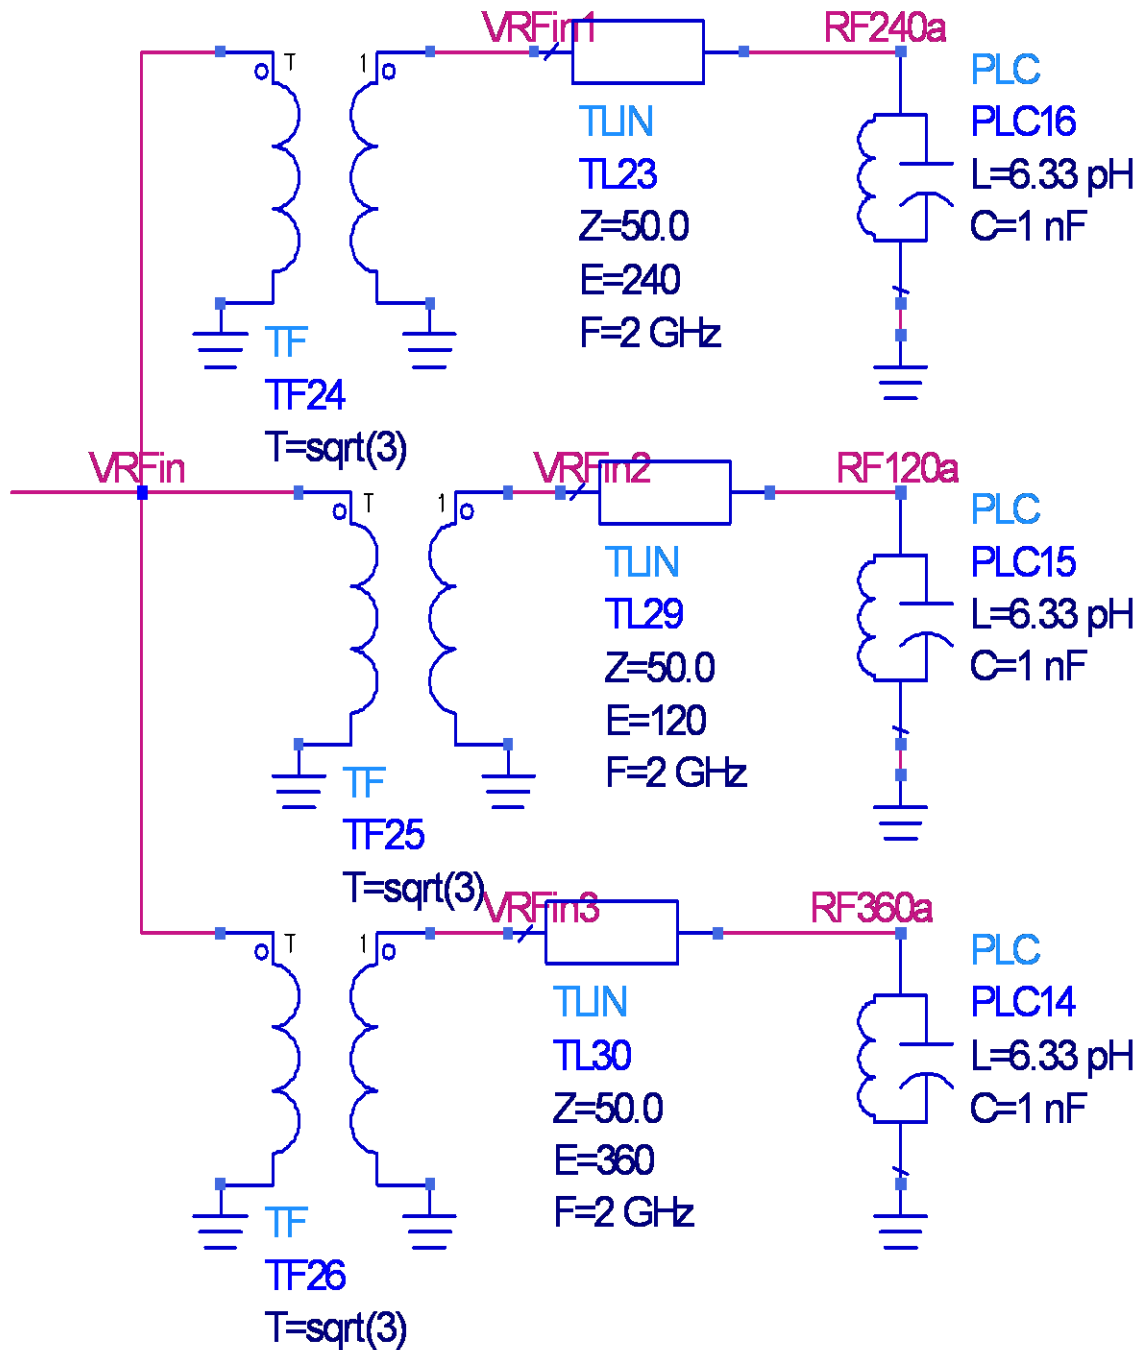 VRFin1
RF240a
T
1
PLC
PLC16
L=6.33 pH
C=1 nF
TLIN
TL23
Z=50.0
E=240
F=2 GHz
TF
TF24
T=sqrt(3)
VRFin
VRFin2
RF120a
T
1
PLC
PLC15
L=6.33 pH
C=1 nF
TLIN
TL29
Z=50.0
E=120
F=2 GHz
TF
TF25
T=sqrt(3)
VRFin3
RF360a
T
1
PLC
PLC14
L=6.33 pH
C=1 nF
TLIN
TL30
Z=50.0
E=360
F=2 GHz
TF
TF26
T=sqrt(3)